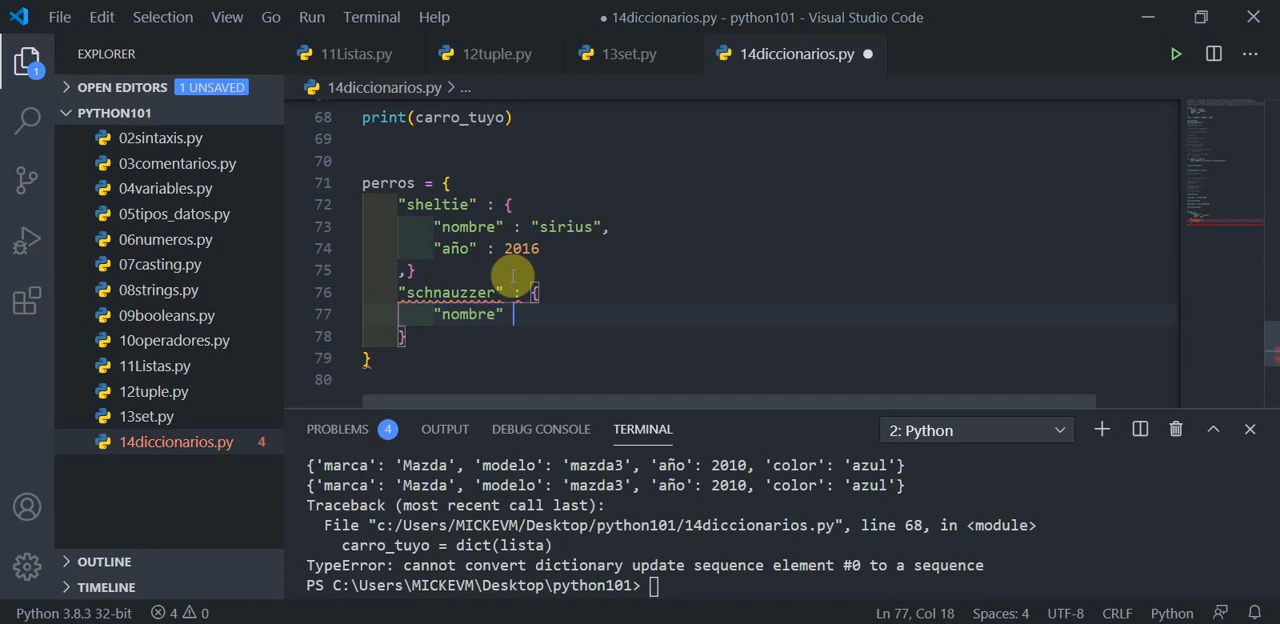 File Edit Selection View Go Run Terminal Help ● 14diccionarios.py - python101 - Visual Studio Code
EXPLORER
11Listas.py 12tuple.py 13set.py 14diccionarios.py ●
OPEN EDITORS 1 UNSAVED
14diccionarios.py > ...
PYTHON101
02sintaxis.py
03comentarios.py
04variables.py
05tipos_datos.py
06numeros.py
07casting.py
08strings.py
09booleans.py
10operadores.py
11Listas.py
12tuple.py
13set.py
14diccionarios.py 4
OUTLINE
TIMELINE
1
68 print(carro_tuyo)
69
70
71 perros = {
72 "sheltie" : {
73 "nombre" : "sirius",
74 "año" : 2016
75 ,}
76 "schnauzzer" : {
77 "nombre"
78 }
79 }
80
PROBLEMS 4 OUTPUT DEBUG CONSOLE TERMINAL 2: Python
{'marca': 'Mazda', 'modelo': 'mazda3', 'año': 2010, 'color': 'azul'}
{'marca': 'Mazda', 'modelo': 'mazda3', 'año': 2010, 'color': 'azul'}
Traceback (most recent call last):
File "c:/Users/MICKEVM/Desktop/python101/14diccionarios.py", line 68, in <module>
carro_tuyo = dict(lista)
TypeError: cannot convert dictionary update sequence element #0 to a sequence
PS C:\Users\MICKEVM\Desktop\python101>
Python 3.8.3 32-bit 4 0 Ln 77, Col 18 Spaces: 4 UTF-8 CRLF Python